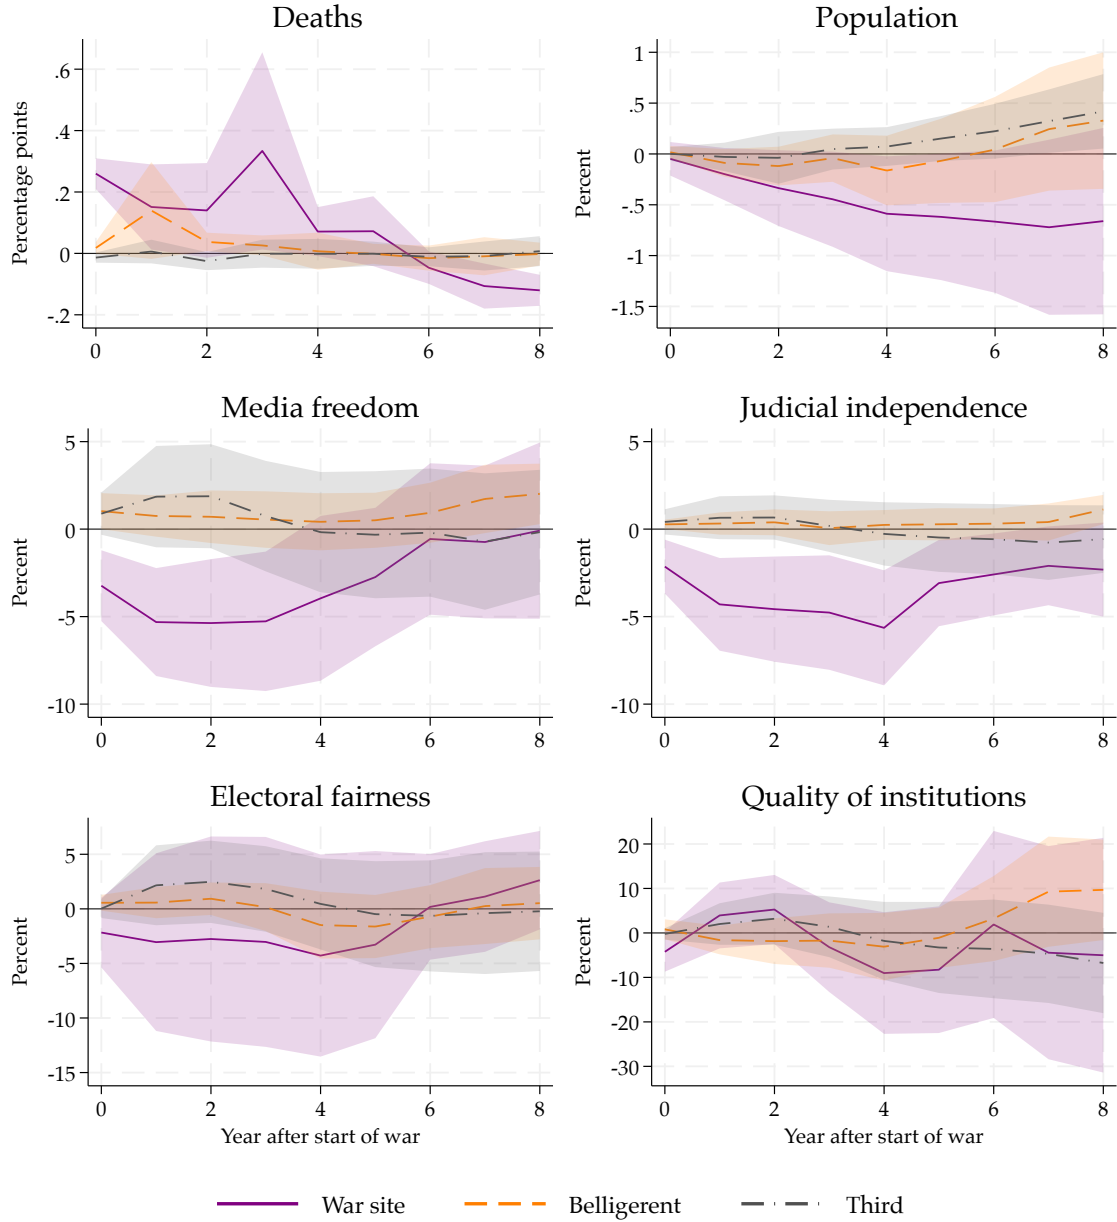 Deaths
Percentage points
.6
.4
.2
0
-.2
0 2 4 6 8
Population
Percent
1
.5
0
-.5
-1
-1.5
0 2 4 6 8
Media freedom
Percent
5
0
-5
-10
0 2 4 6 8
Judicial independence
Percent
5
0
-5
-10
0 2 4 6 8
Electoral fairness
Percent
5
0
-5
-10
-15
0 2 4 6 8
Year after start of war
Quality of institutions
Percent
20
10
0
-10
-20
-30
0 2 4 6 8
Year after start of war
War site Belligerent Third